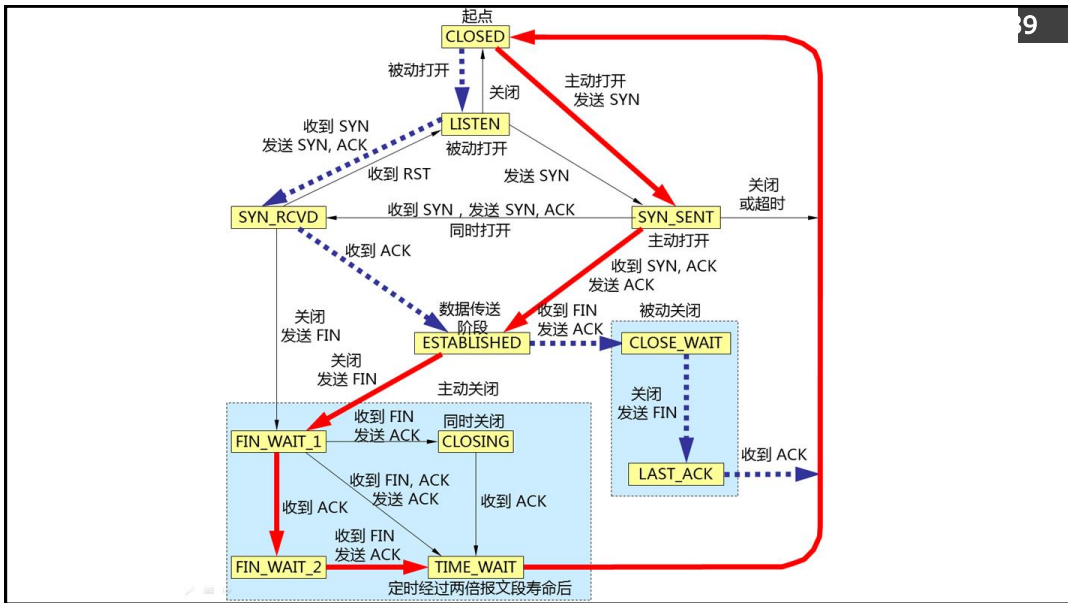 起点
CLOSED
39
被动打开
关闭
主动打开
发送 SYN
LISTEN
被动打开
收到 SYN
发送 SYN, ACK
收到 RST
发送 SYN
关闭
或超时
SYN_RCVD
收到 SYN，发送 SYN, ACK
同时打开
SYN_SENT
主动打开
收到 ACK
收到 SYN, ACK
发送 ACK
关闭
发送 FIN
数据传送
阶段
ESTABLISHED
收到 FIN
发送 ACK
被动关闭
CLOSE_WAIT
关闭
发送 FIN
主动关闭
关闭
发送 FIN
LAST_ACK
收到 ACK
FIN_WAIT_1
收到 FIN
发送 ACK
同时关闭
CLOSING
收到 FIN, ACK
发送 ACK
收到 ACK
收到 ACK
FIN_WAIT_2
收到 FIN
发送 ACK
TIME_WAIT
定时经过两倍报文段寿命后